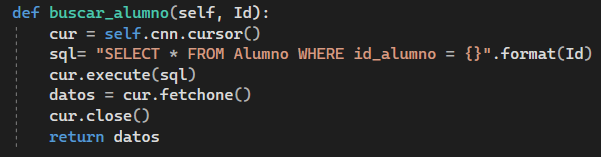 def buscar_alumno(self, Id):
cur = self.cnn.cursor()
sql= "SELECT * FROM Alumno WHERE id_alumno = {}".format(Id)
cur.execute(sql)
datos = cur.fetchone()
cur.close()
return datos